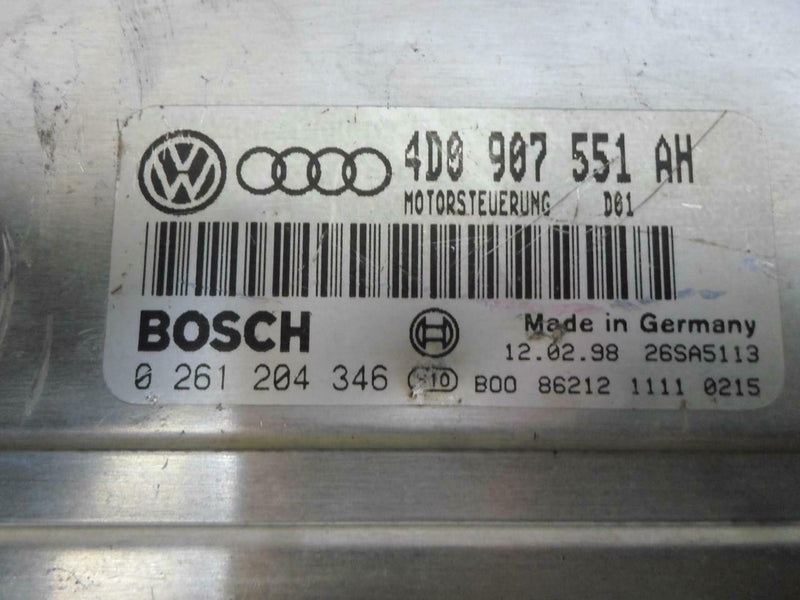 4D0 907 551 AH
MOTORSTEUERUNG D01
BOSCH
Made in Germany
12.02.98 26SA5113
0 261 204 346 10 B00 86212 1111 0215